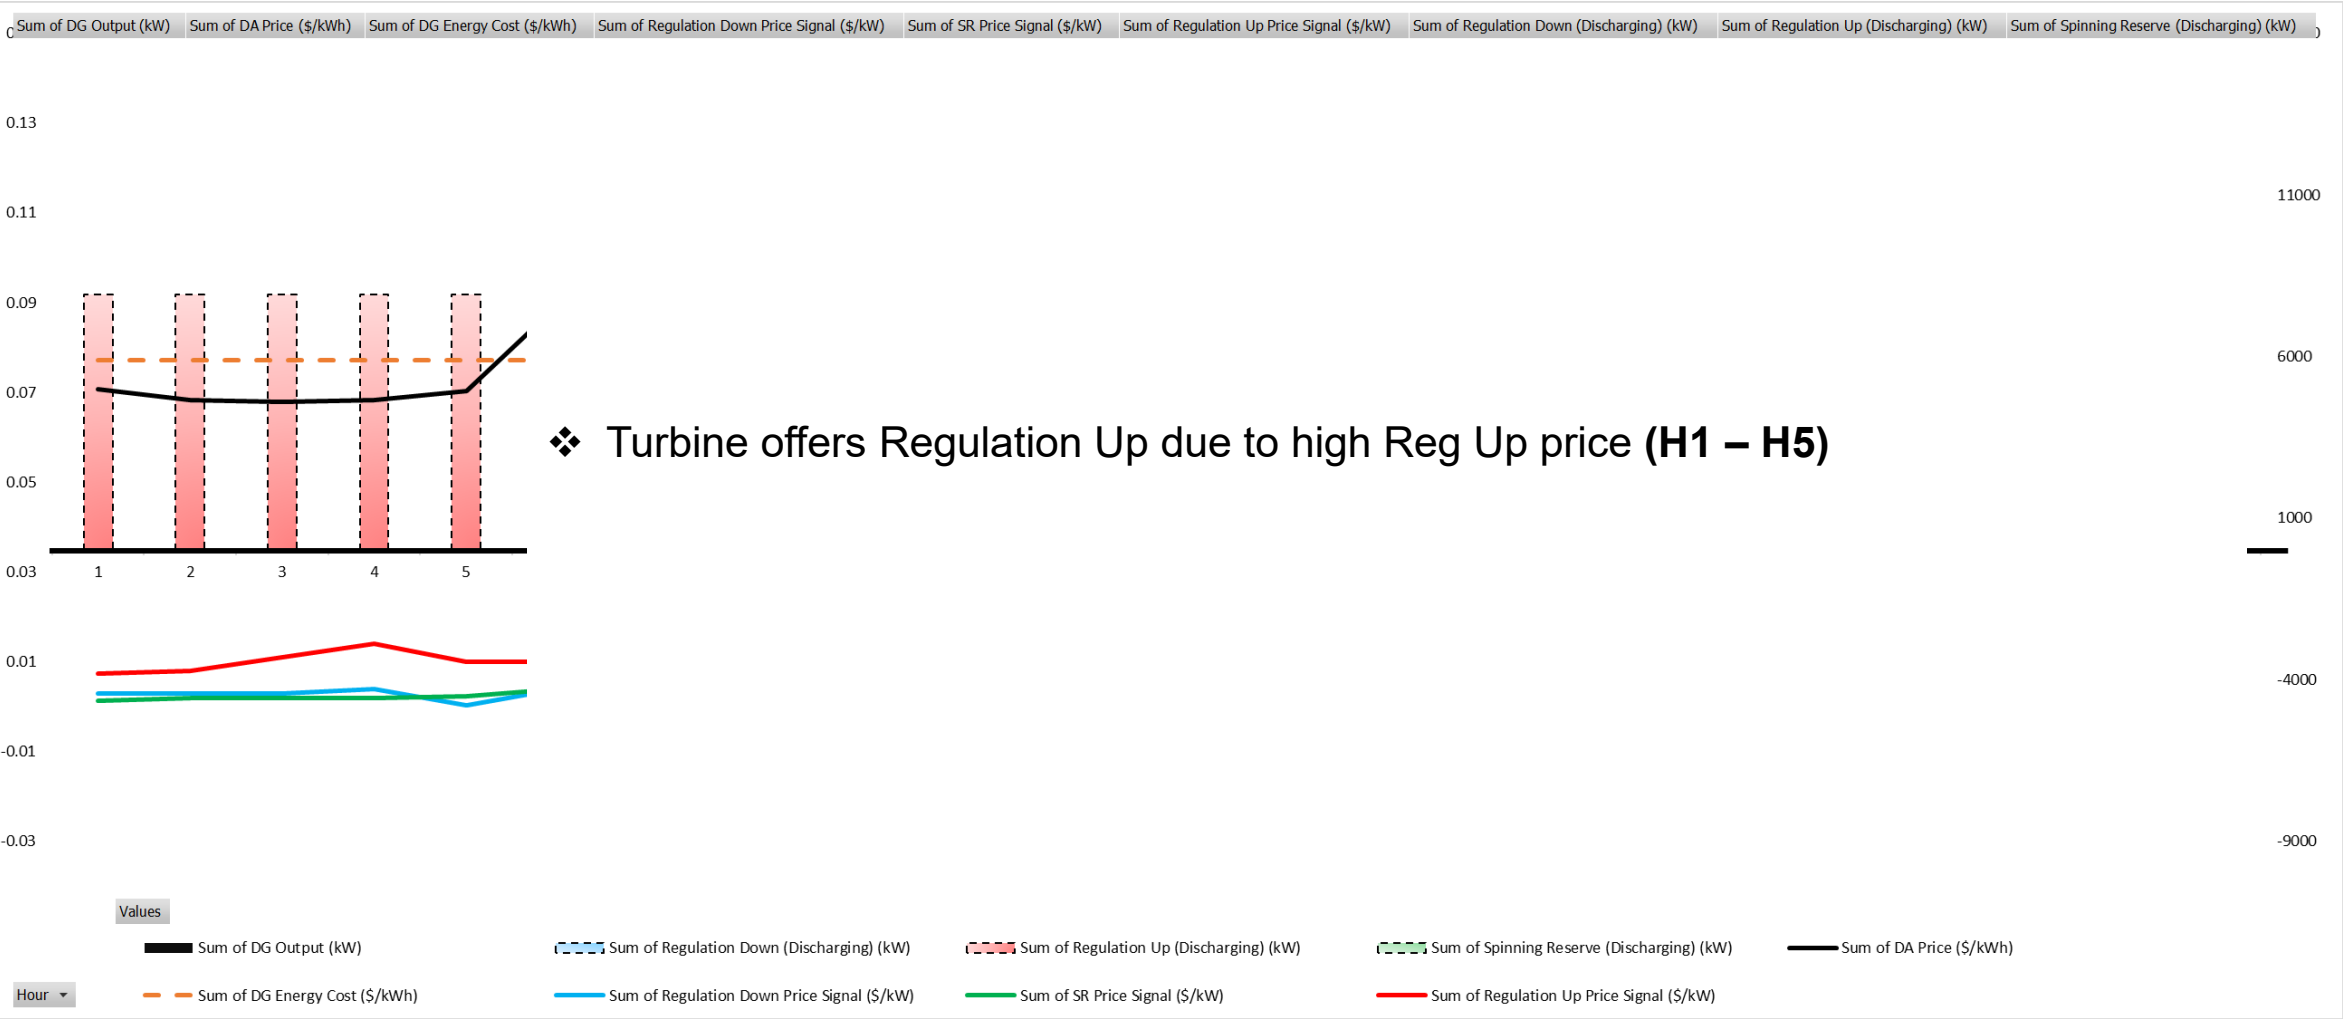 Sum of DG Output (kW) Sum of DA Price ($/kWh) Sum of DG Energy Cost ($/kWh) Sum of Regulation Down Price Signal ($/kW) Sum of SR Price Signal ($/kW) Sum of Regulation Up Price Signal ($/kW) Sum of Regulation Down (Discharging) (kW) Sum of Regulation Up (Discharging) (kW) Sum of Spinning Reserve (Discharging) (kW)
0.13
11000
0.11
0.09
6000
0.07
❖ Turbine offers Regulation Up due to high Reg Up price (H1 – H5)
0.05
1000
0.03
1 2 3 4 5
0.01
-4000
-0.01
-0.03
-9000
Values
Sum of DG Output (kW) Sum of Regulation Down (Discharging) (kW) Sum of Regulation Up (Discharging) (kW) Sum of Spinning Reserve (Discharging) (kW) Sum of DA Price ($/kWh)
Hour Sum of DG Energy Cost ($/kWh) Sum of Regulation Down Price Signal ($/kW) Sum of SR Price Signal ($/kW) Sum of Regulation Up Price Signal ($/kW)